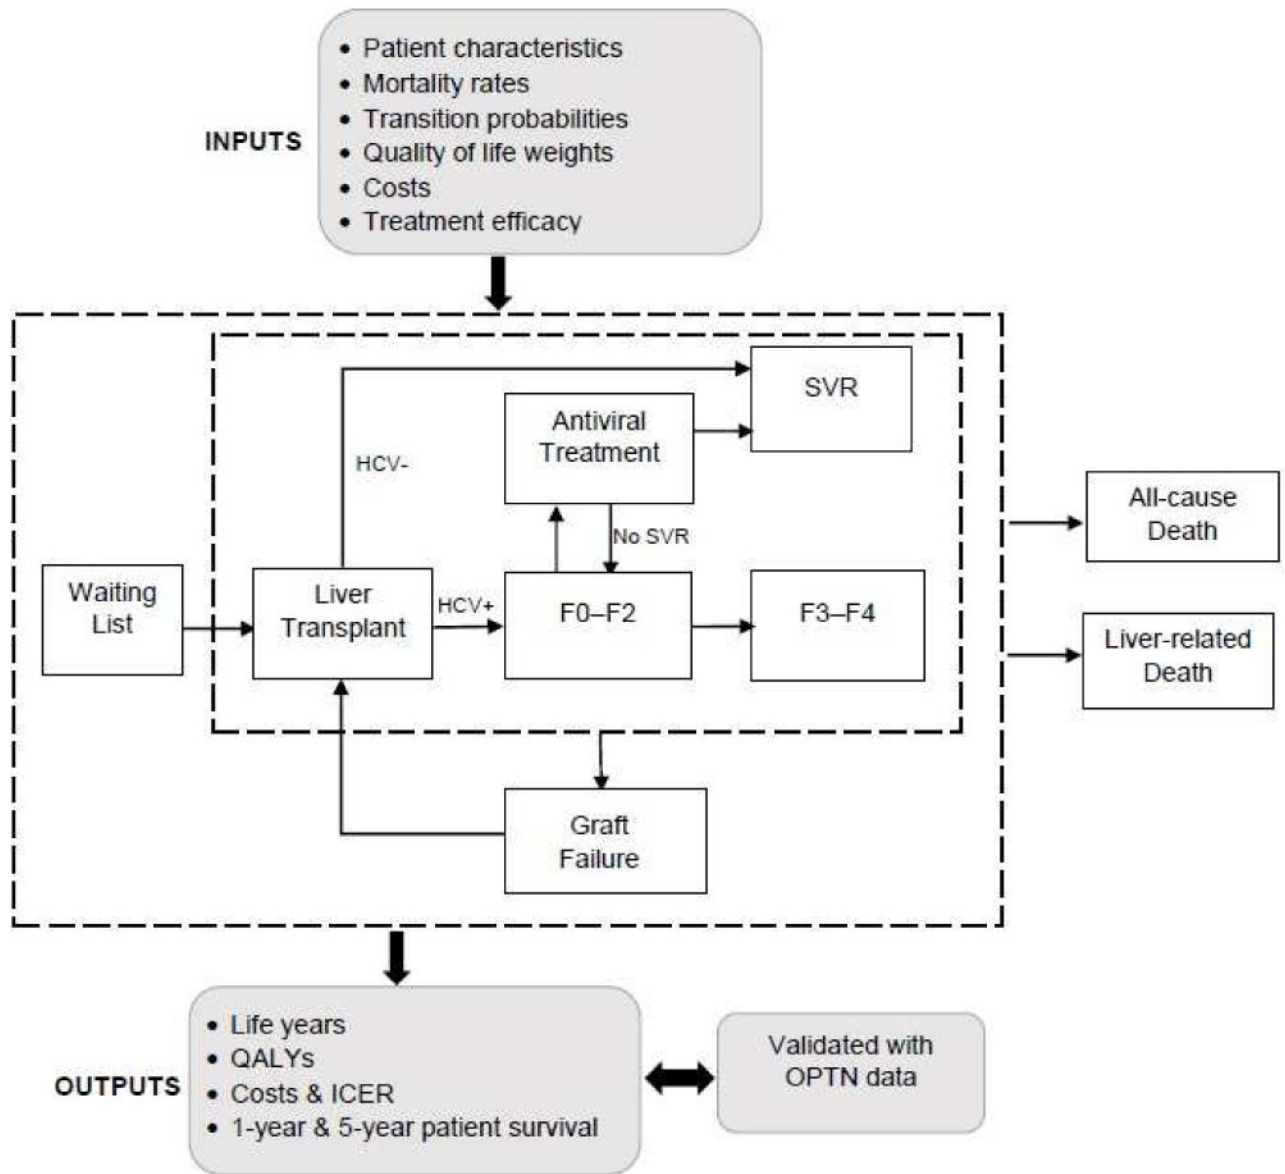 INPUTS
• Patient characteristics
• Mortality rates
• Transition probabilities
• Quality of life weights
• Costs
• Treatment efficacy
SVR
Antiviral
Treatment
HCV-
No SVR
Waiting
List
Liver
Transplant
HCV+
F0–F2
F3–F4
All-cause
Death
Liver-related
Death
Graft
Failure
OUTPUTS
• Life years
• QALYs
• Costs & ICER
• 1-year & 5-year patient survival
Validated with
OPTN data